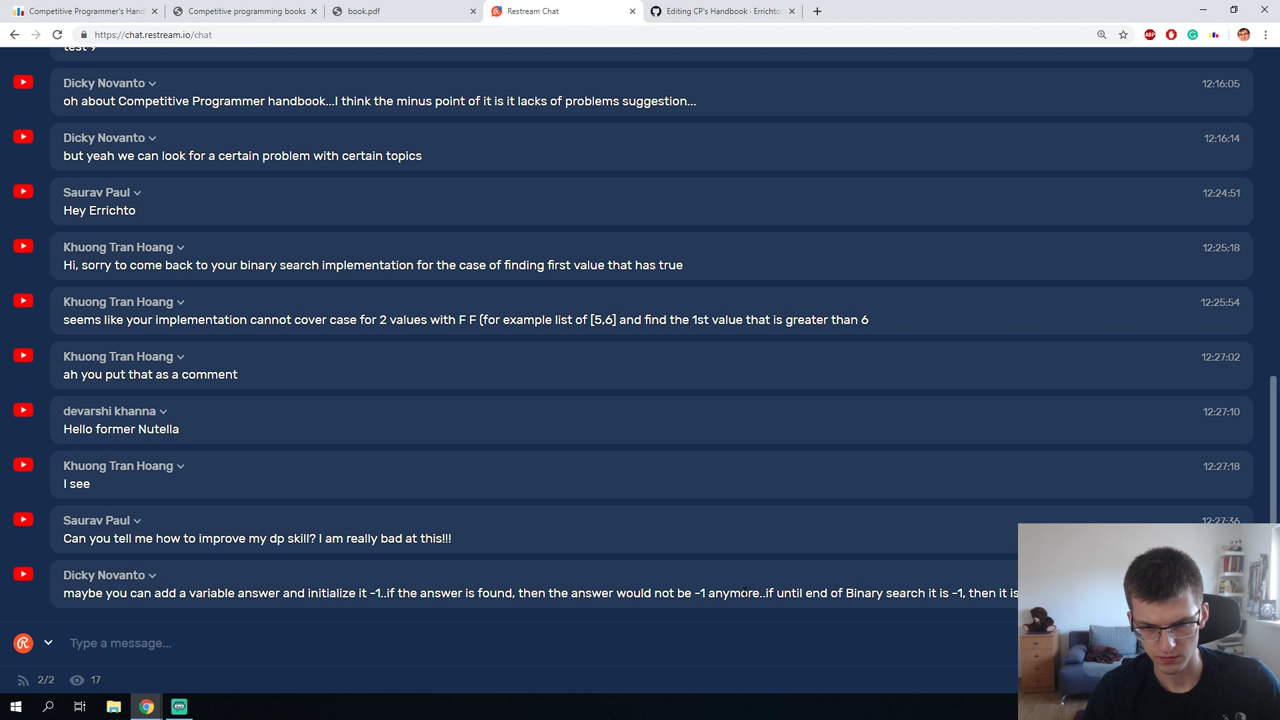 Competitive Programmer's Hand
Competitive programming books
book.pdf
Restream Chat
Editing CP's Handbook · Errichto
https://chat.restream.io/chat
test 9
Dicky Novanto
12:16:05
oh about Competitive Programmer handbook...I think the minus point of it is it lacks of problems suggestion...
Dicky Novanto
12:16:14
but yeah we can look for a certain problem with certain topics
Saurav Paul
12:24:51
Hey Errichto
Khuong Tran Hoang
12:25:18
Hi, sorry to come back to your binary search implementation for the case of finding first value that has true
Khuong Tran Hoang
12:25:54
seems like your implementation cannot cover case for 2 values with F F (for example list of [5,6] and find the 1st value that is greater than 6
Khuong Tran Hoang
12:27:02
ah you put that as a comment
devarshi khanna
12:27:10
Hello former Nutella
Khuong Tran Hoang
12:27:18
I see
Saurav Paul
12:27:36
Can you tell me how to improve my dp skill? I am really bad at this!!!
Dicky Novanto
maybe you can add a variable answer and initialize it -1..if the answer is found, then the answer would not be -1 anymore..if until end of Binary search it is -1, then it is
Type a message...
2/2
17